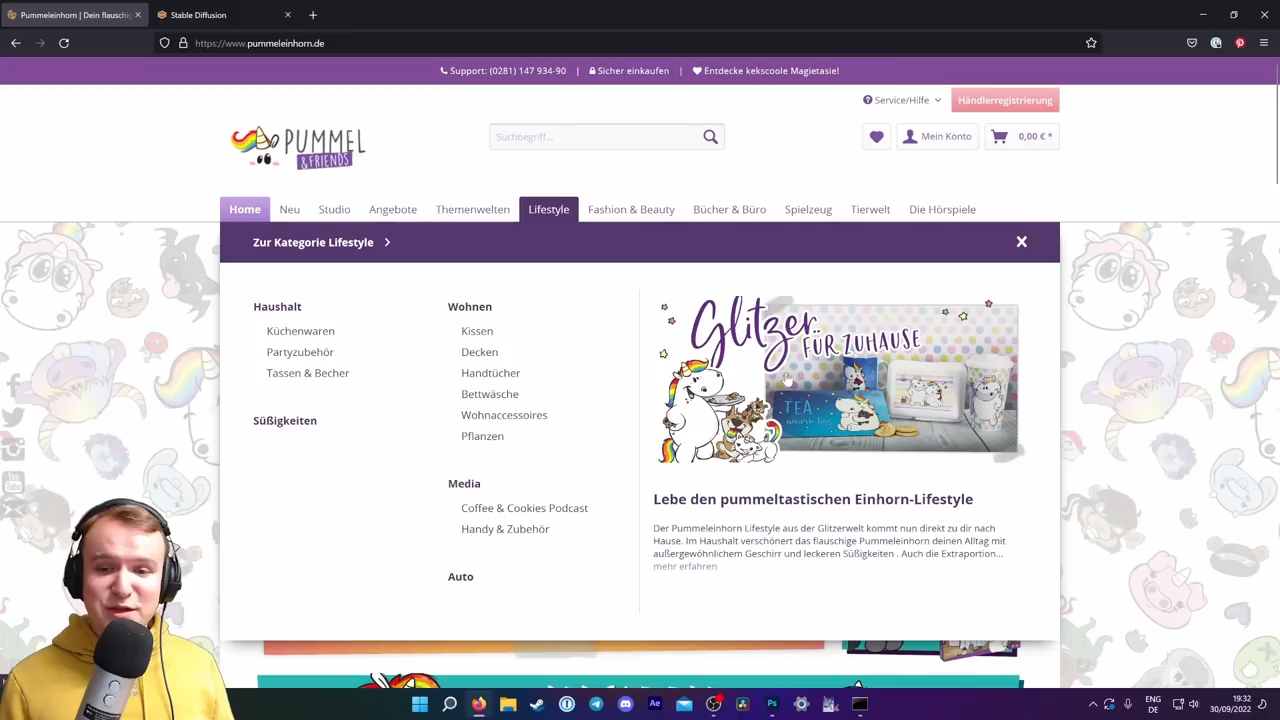 Pummeleinhorn | Dein flauschig
Stable Diffusion
https://www.pummeleinhorn.de
Support: (0281) 147 934-90 | Sicher einkaufen | Entdecke kekscoole Magietasie!
Service/Hilfe
Händlerregistrierung
PUMMEL
& FRIENDS
Suchbegriff...
Mein Konto
0,00 € *
Home Neu Studio Angebote Themenwelten Lifestyle Fashion & Beauty Bücher & Büro Spielzeug Tierwelt Die Hörspiele
Zur Kategorie Lifestyle
Haushalt
Küchenwaren
Partyzubehör
Tassen & Becher
Süßigkeiten
Wohnen
Kissen
Decken
Handtücher
Bettwäsche
Wohnaccessoires
Pflanzen
Media
Coffee & Cookies Podcast
Handy & Zubehör
Auto
Glitzer
FÜR ZUHAUSE
TEA
Lebe den pummeltastischen Einhorn-Lifestyle
Der Pummeleinhorn Lifestyle aus der Glitzerwelt kommt nun direkt zu dir nach
Hause. Im Haushalt verschönert das flauschige Pummeleinhorn deinen Alltag mit
außergewöhnlichem Geschirr und leckeren Süßigkeiten . Auch die Extraportion...
mehr erfahren
You
Tube
ENG
DE
19:32
30/09/2022